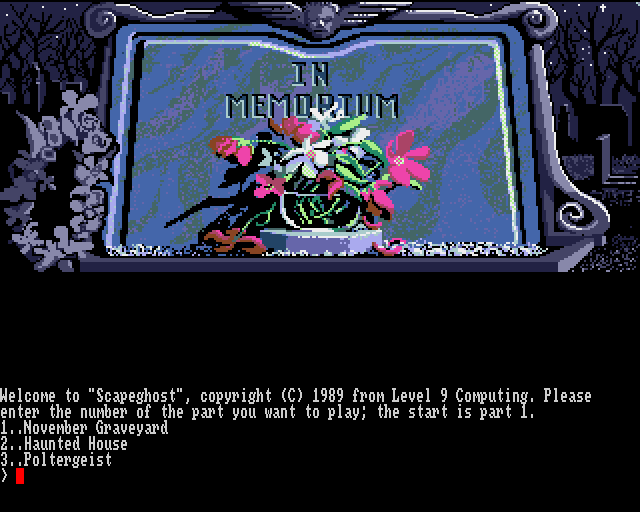 IN
MEMORIUM
Welcome to "Scapeghost", copyright (C) 1989 from Level 9 Computing. Please
enter the number of the part you want to play; the start is part 1.
1..November Graveyard
2..Haunted House
3..Poltergeist
>